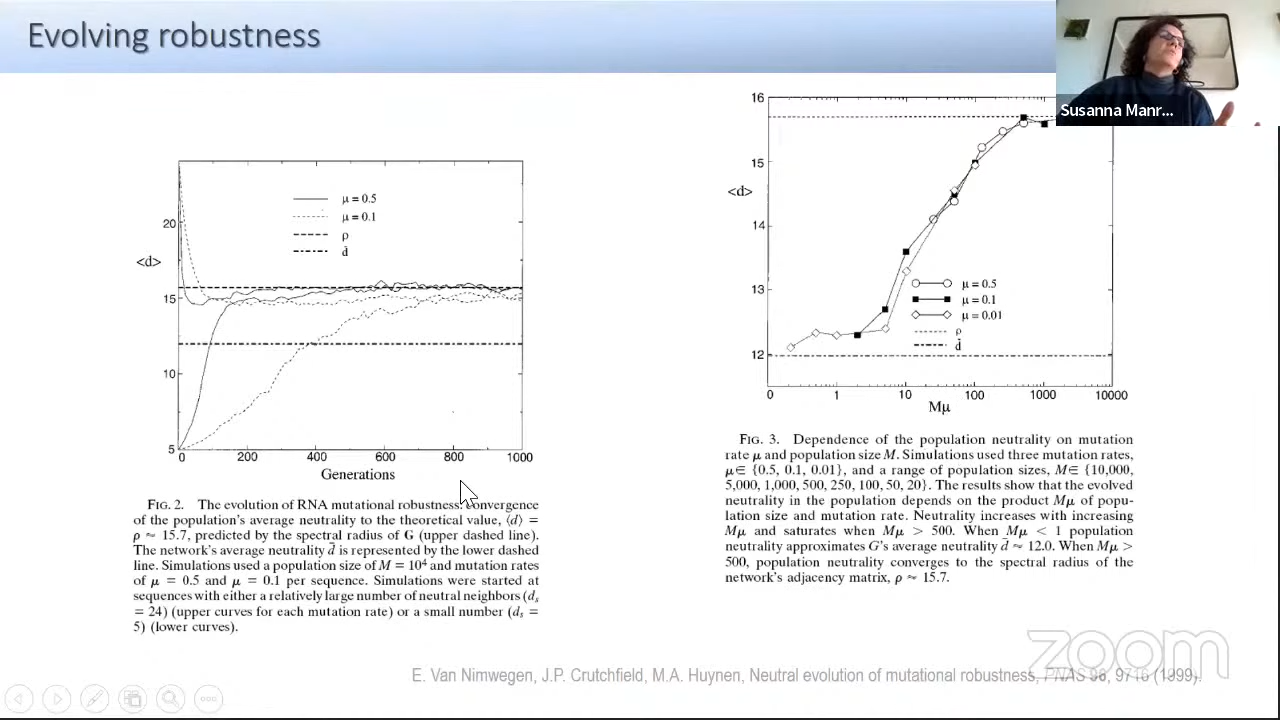 Evolving robustness
Susanna Manr...
μ = 0.5
μ = 0.1
ρ
d̄
<d>
20
15
10
5
0
200
400
600
800
1000
Generations
FIG. 2. The evolution of RNA mutational robustness: convergence
of the population's average neutrality to the theoretical value, ⟨d⟩ =
ρ ≈ 15.7, predicted by the spectral radius of G (upper dashed line).
The network's average neutrality d̄ is represented by the lower dashed
line. Simulations used a population size of M = 10⁴ and mutation rates
of μ = 0.5 and μ = 0.1 per sequence. Simulations were started at
sequences with either a relatively large number of neutral neighbors (dₛ
= 24) (upper curves for each mutation rate) or a small number (dₛ =
5) (lower curves).
16
15
14
13
12
<d>
μ = 0.5
μ = 0.1
μ = 0.01
ρ
d̄
0
1
10
100
1000
10000
Mμ
FIG. 3. Dependence of the population neutrality on mutation
rate μ and population size M. Simulations used three mutation rates,
μ∈ {0.5, 0.1, 0.01}, and a range of population sizes, M∈ {10,000,
5,000, 1,000, 500, 250, 100, 50, 20}. The results show that the evolved
neutrality in the population depends on the product Mμ of popu-
lation size and mutation rate. Neutrality increases with increasing
Mμ and saturates when Mμ > 500. When Mμ < 1 population
neutrality approximates G's average neutrality d̄ ≈ 12.0. When Mμ >
500, population neutrality converges to the spectral radius of the
network's adjacency matrix, ρ ≈ 15.7.
zoom
E. Van Nimwegen, J.P. Crutchfield, M.A. Huynen, Neutral evolution of mutational robustness, PNAS 96, 9716 (1999).